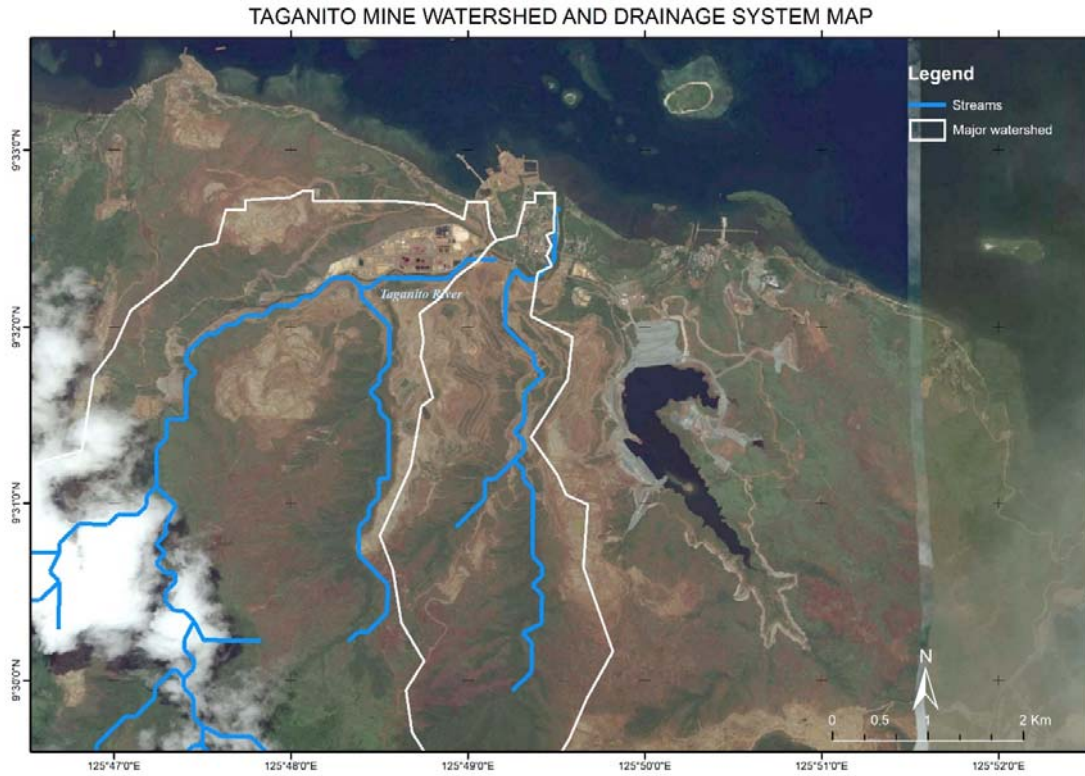 TAGANITO MINE WATERSHED AND DRAINAGE SYSTEM MAP
Legend
Streams
Major watershed
9°33'0"N
9°32'0"N
9°31'0"N
9°30'0"N
Taganito River
N
0 0.5 1 2 Km
125°47'0"E 125°48'0"E 125°49'0"E 125°50'0"E 125°51'0"E 125°52'0"E